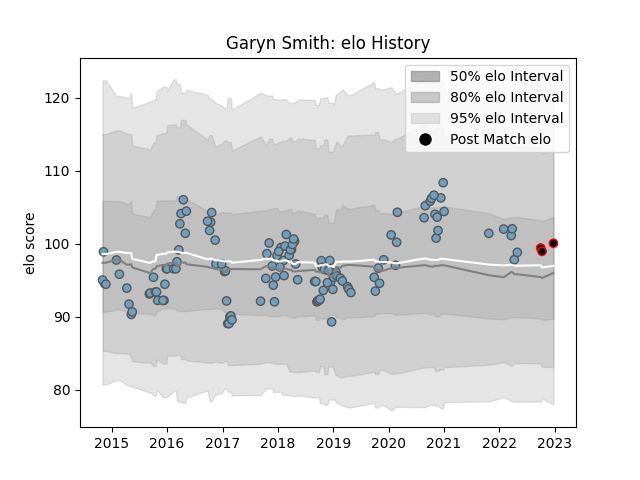 Garyn Smith: elo History
50% elo Interval
80% elo Interval
95% elo Interval
Post Match elo
elo score
120
110
100
90
80
2015 2016 2017 2018 2019 2020 2021 2022 2023